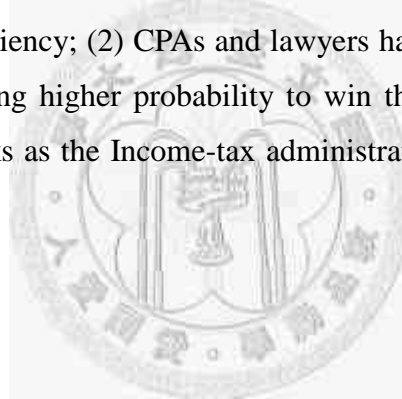 iency; (2) CPAs and lawyers ha
ng higher probability to win th
s as the Income-tax administra